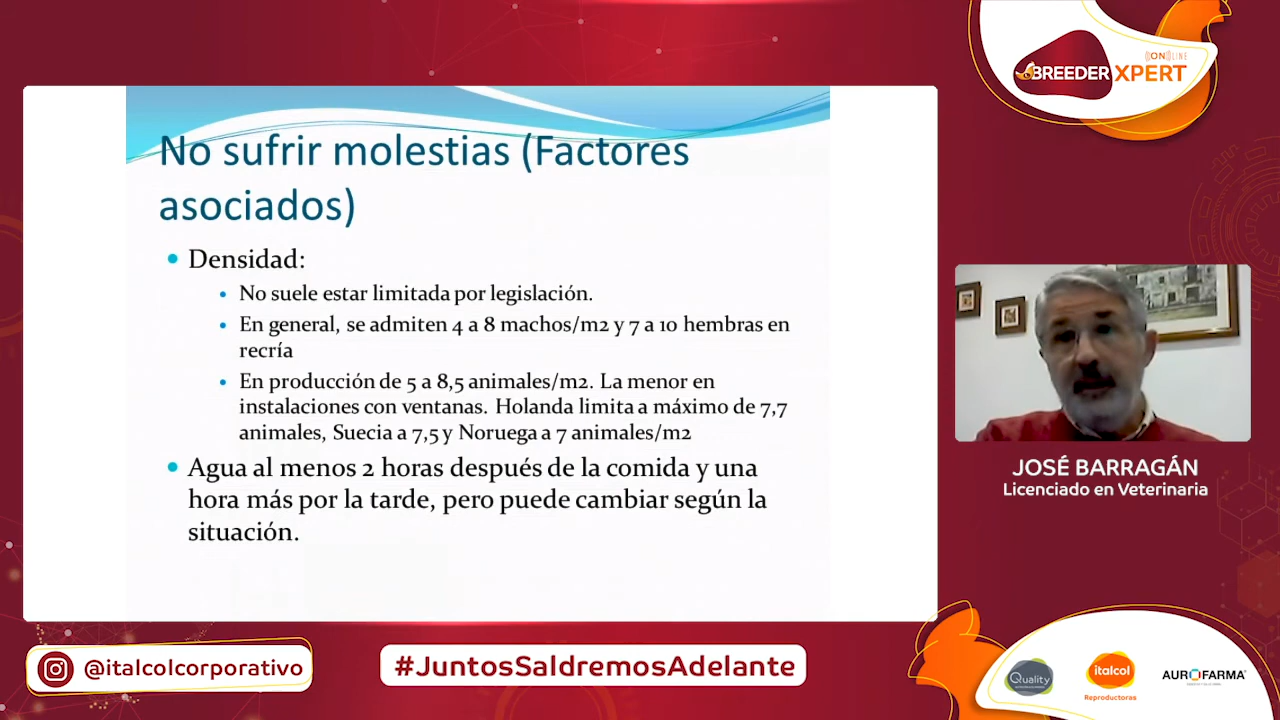 ONLINE
BREEDER XPERT
No sufrir molestias (Factores
asociados)
• Densidad:
• No suele estar limitada por legislación.
• En general, se admiten 4 a 8 machos/m2 y 7 a 10 hembras en
recría
• En producción de 5 a 8,5 animales/m2. La menor en
instalaciones con ventanas. Holanda limita a máximo de 7,7
animales, Suecia a 7,5 y Noruega a 7 animales/m2
• Agua al menos 2 horas después de la comida y una
hora más por la tarde, pero puede cambiar según la
situación.
JOSÉ BARRAGÁN
Licenciado en Veterinaria
@italcolcorporativo
#JuntosSaldremosAdelante
Quality
italcol
Reproductoras
AUROFARMA